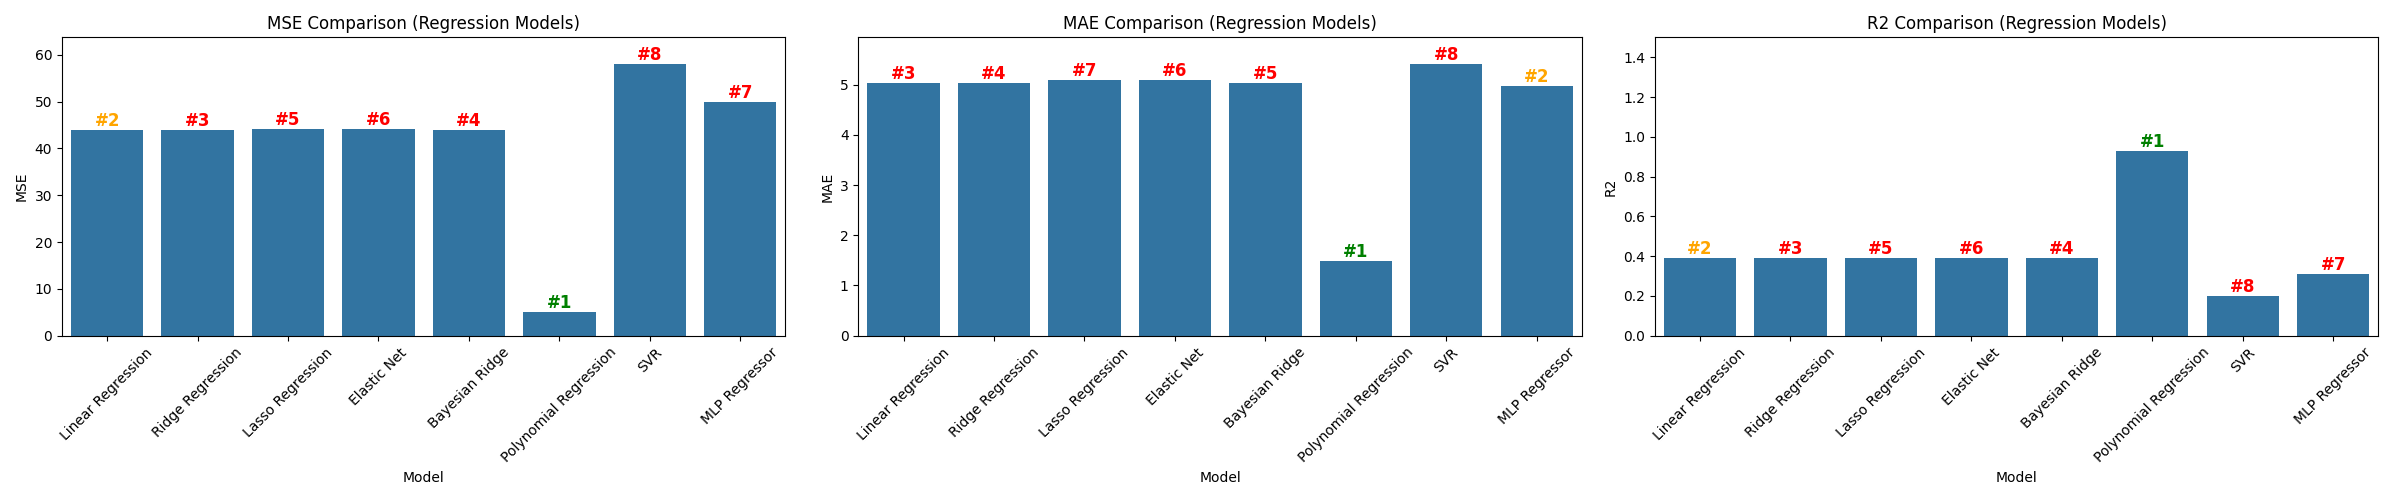 MSE Comparison (Regression Models)
MSE
60
50
40
30
20
10
0
#2
#3
#5
#6
#4
#1
#8
#7
Linear Regression
Ridge Regression
Lasso Regression
Elastic Net
Bayesian Ridge
Polynomial Regression
SVR
MLP Regressor
Model
MAE Comparison (Regression Models)
MAE
5
4
3
2
1
0
#3
#4
#7
#6
#5
#1
#8
#2
Linear Regression
Ridge Regression
Lasso Regression
Elastic Net
Bayesian Ridge
Polynomial Regression
SVR
MLP Regressor
Model
R2 Comparison (Regression Models)
R2
1.4
1.2
1.0
0.8
0.6
0.4
0.2
0.0
#2
#3
#5
#6
#4
#1
#8
#7
Linear Regression
Ridge Regression
Lasso Regression
Elastic Net
Bayesian Ridge
Polynomial Regression
SVR
MLP Regressor
Model